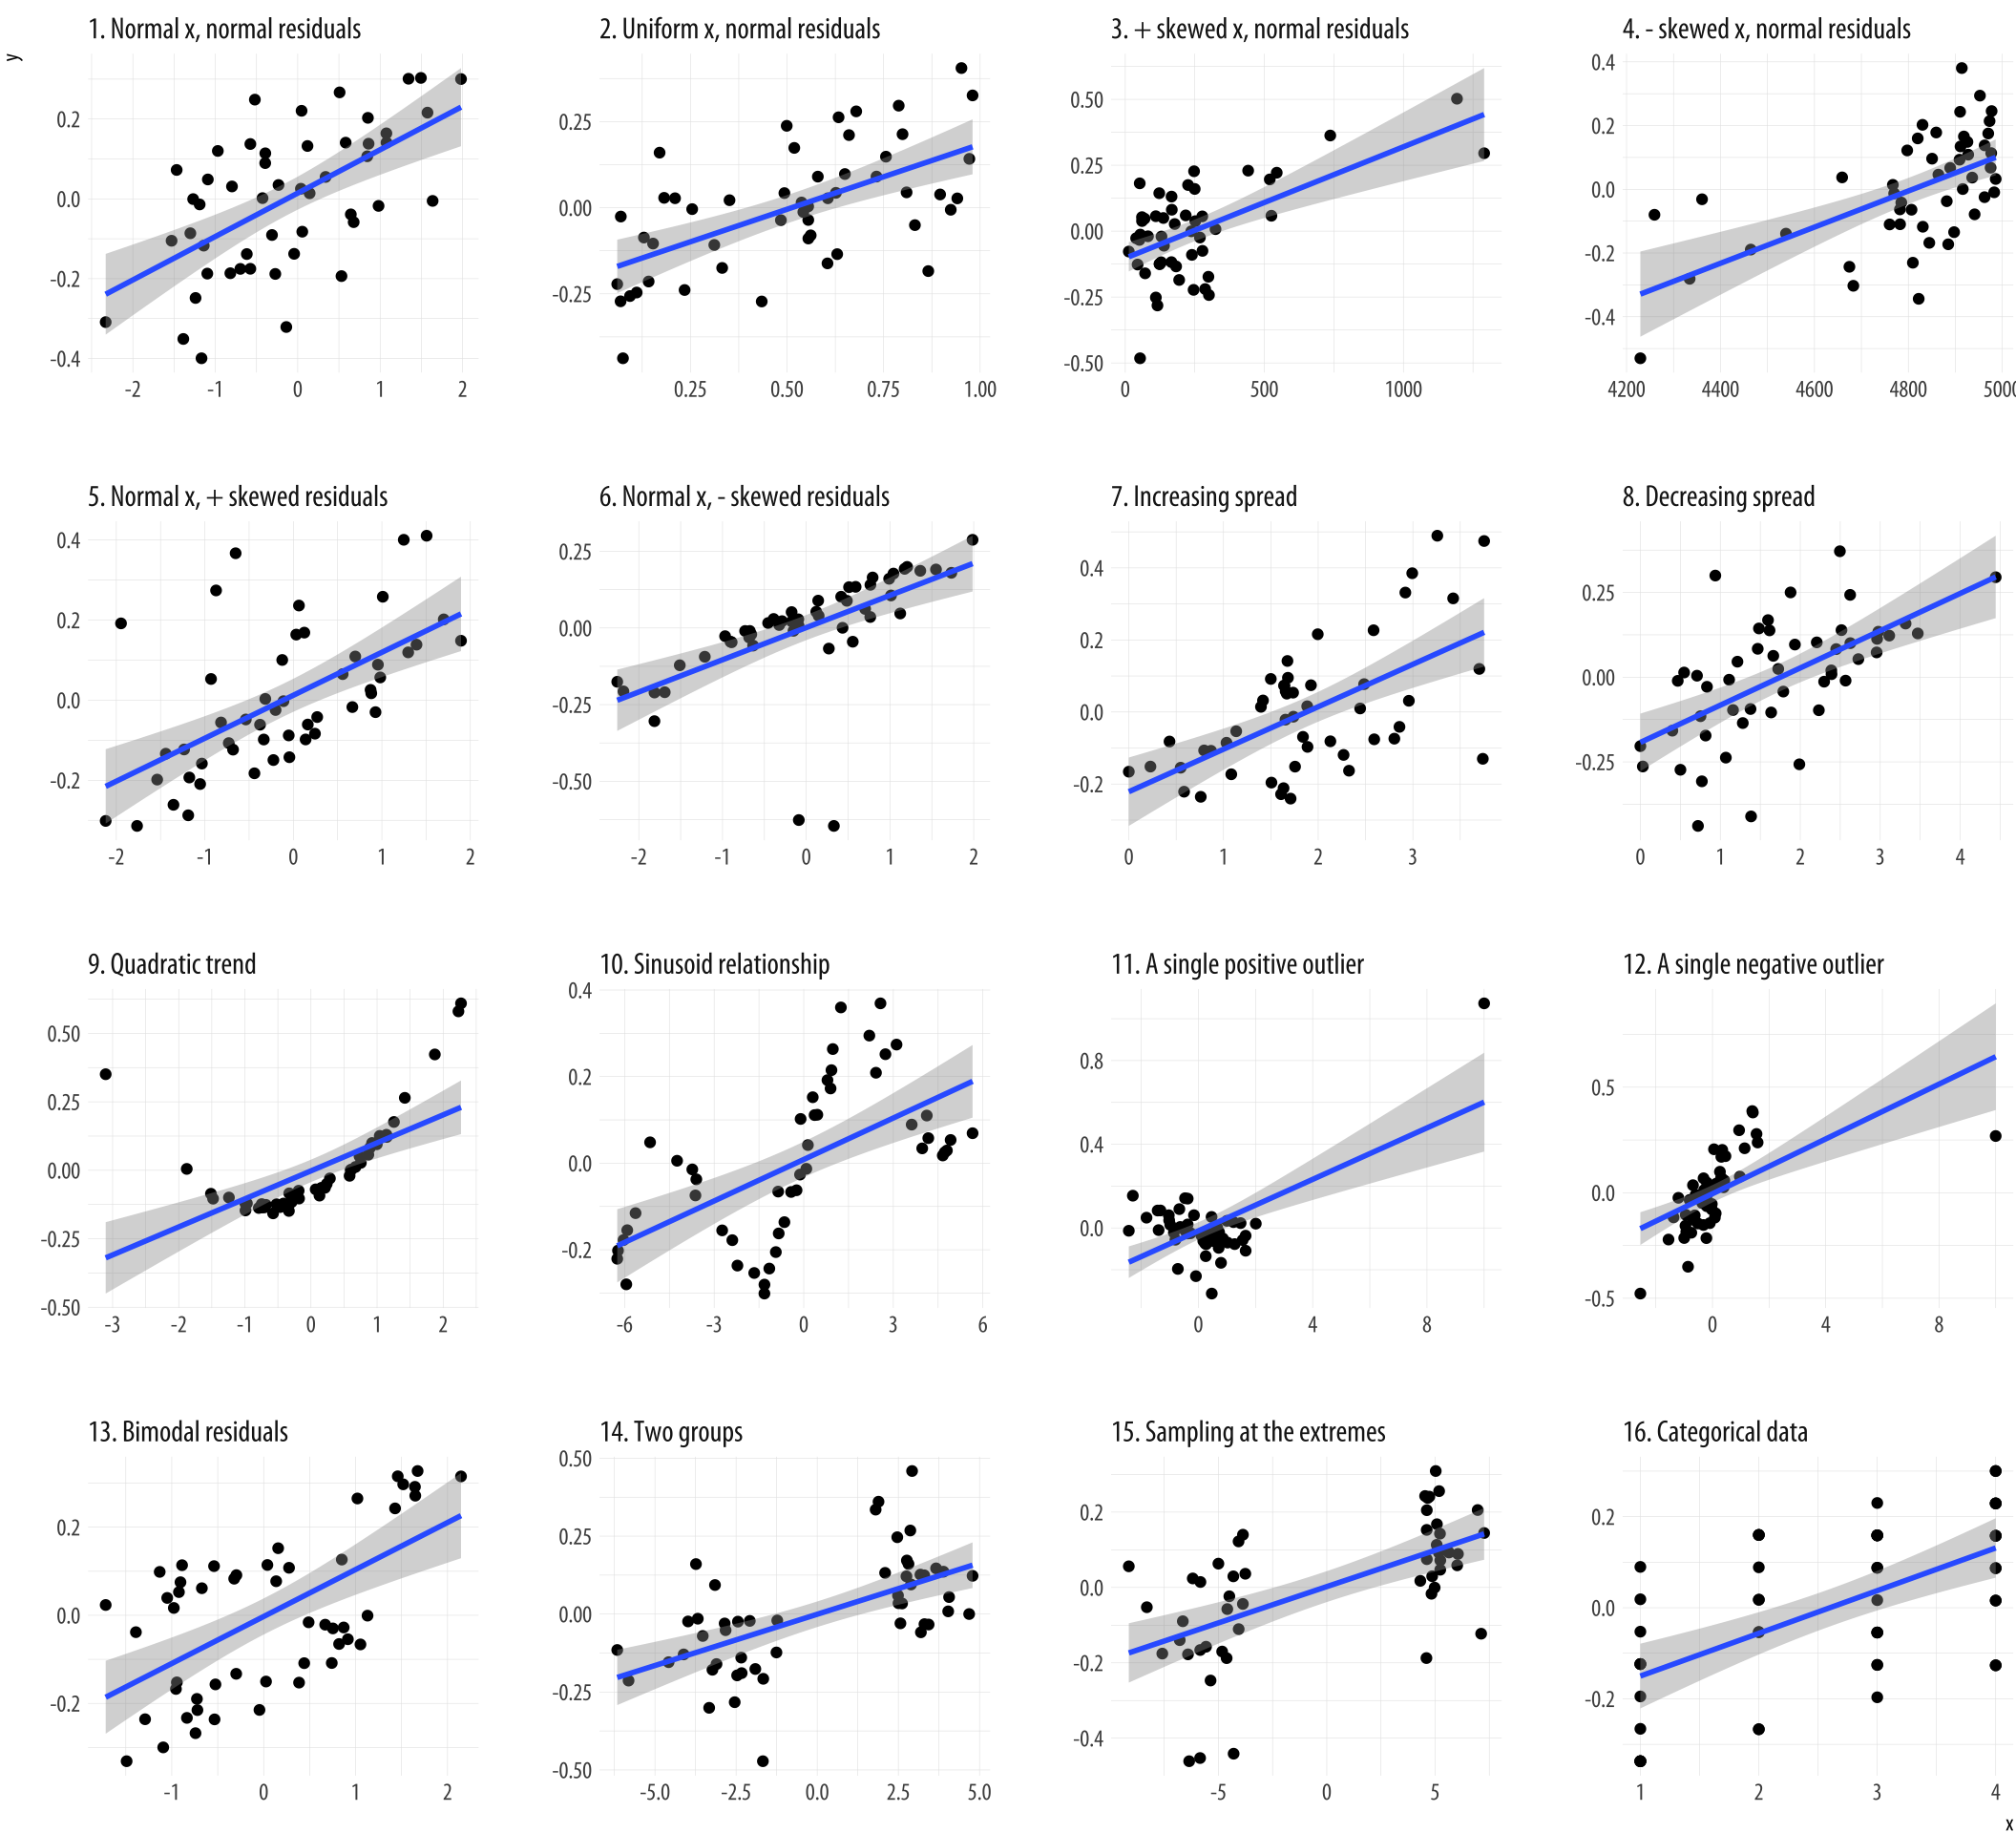 y
1. Normal x, normal residuals
2. Uniform x, normal residuals
3. + skewed x, normal residuals
4. - skewed x, normal residuals
0.2
0.0
-0.2
-0.4
-2 -1 0 1 2
0.25
0.00
-0.25
0.25 0.50 0.75 1.00
0.50
0.25
0.00
-0.25
-0.50
0 500 1000
0.4
0.2
0.0
-0.2
-0.4
4200 4400 4600 4800 5000
5. Normal x, + skewed residuals
6. Normal x, - skewed residuals
7. Increasing spread
8. Decreasing spread
0.4
0.2
0.0
-0.2
-2 -1 0 1 2
0.25
0.00
-0.25
-0.50
-2 -1 0 1 2
0.4
0.2
0.0
-0.2
0 1 2 3
0.25
0.00
-0.25
0 1 2 3 4
9. Quadratic trend
10. Sinusoid relationship
11. A single positive outlier
12. A single negative outlier
0.50
0.25
0.00
-0.25
-0.50
-3 -2 -1 0 1 2
0.4
0.2
0.0
-0.2
-6 -3 0 3 6
0.8
0.4
0.0
0 4 8
0.5
0.0
-0.5
0 4 8
13. Bimodal residuals
14. Two groups
15. Sampling at the extremes
16. Categorical data
0.2
0.0
-0.2
-1 0 1 2
0.50
0.25
0.00
-0.25
-0.50
-5.0 -2.5 0.0 2.5 5.0
0.2
0.0
-0.2
-0.4
-5 0 5
0.2
0.0
-0.2
1 2 3 4
x